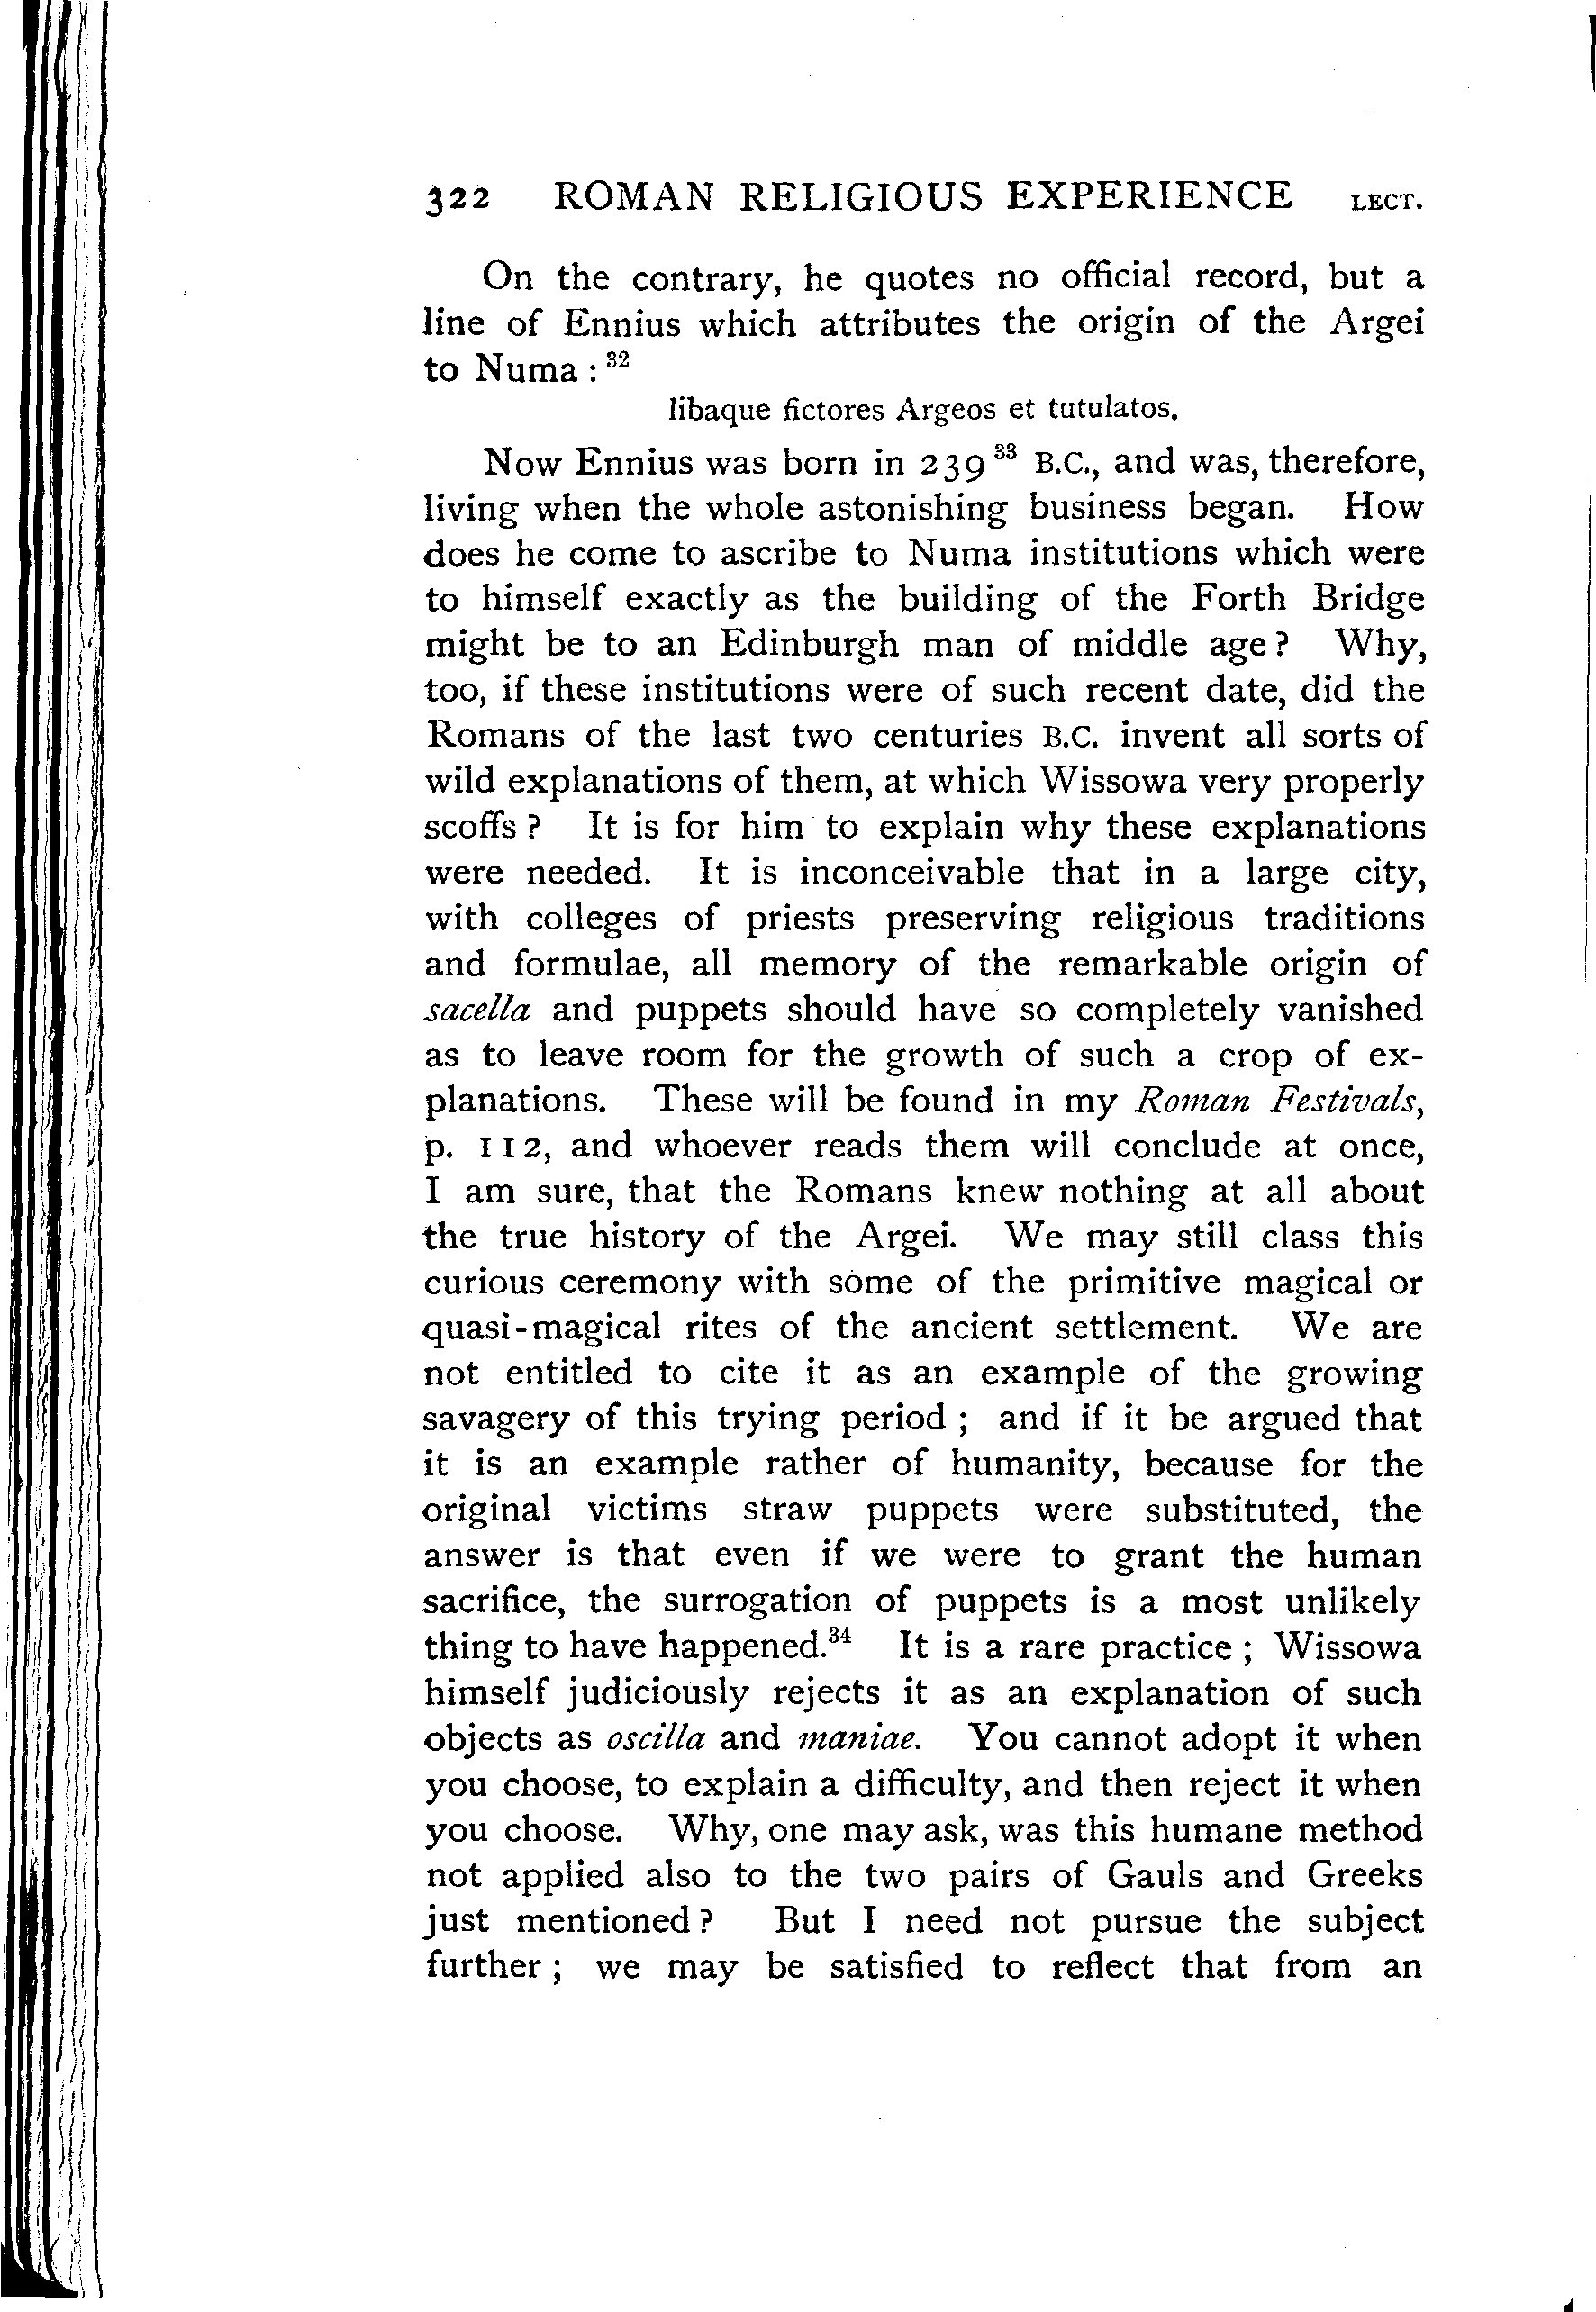 322 ROMAN RELIGIOUS EXPERIENCE LECT.
On the contrary, he quotes no official record, but a
line of Ennius which attributes the origin of the Argei
to Numa : 32
libaque fictores Argeos et tutulatos.
Now Ennius was born in 239 33 B.C., and was, therefore,
living when the whole astonishing business began. How
does he come to ascribe to Numa institutions which were
to himself exactly as the building of the Forth Bridge
might be to an Edinburgh man of middle age ? Why,
too, if these institutions were of such recent date, did the
Romans of the last two centuries B.C. invent all sorts of
wild explanations of them, at which Wissowa very properly
scoffs ? It is for him to explain why these explanations
were needed. It is inconceivable that in a large city,
with colleges of priests preserving religious traditions
and formulae, all memory of the remarkable origin of
sacella and puppets should have so completely vanished
as to leave room for the growth of such a crop of ex-
planations. These will be found in my Roman Festivals,
p. 112, and whoever reads them will conclude at once,
I am sure, that the Romans knew nothing at all about
the true history of the Argei. We may still class this
curious ceremony with some of the primitive magical or
quasi-magical rites of the ancient settlement. We are
not entitled to cite it as an example of the growing
savagery of this trying period ; and if it be argued that
it is an example rather of humanity, because for the
original victims straw puppets were substituted, the
answer is that even if we were to grant the human
sacrifice, the surrogation of puppets is a most unlikely
thing to have happened.34 It is a rare practice ; Wissowa
himself judiciously rejects it as an explanation of such
objects as oscilla and maniae. You cannot adopt it when
you choose, to explain a difficulty, and then reject it when
you choose. Why, one may ask, was this humane method
not applied also to the two pairs of Gauls and Greeks
just mentioned ? But I need not pursue the subject
further ; we may be satisfied to reflect that from an